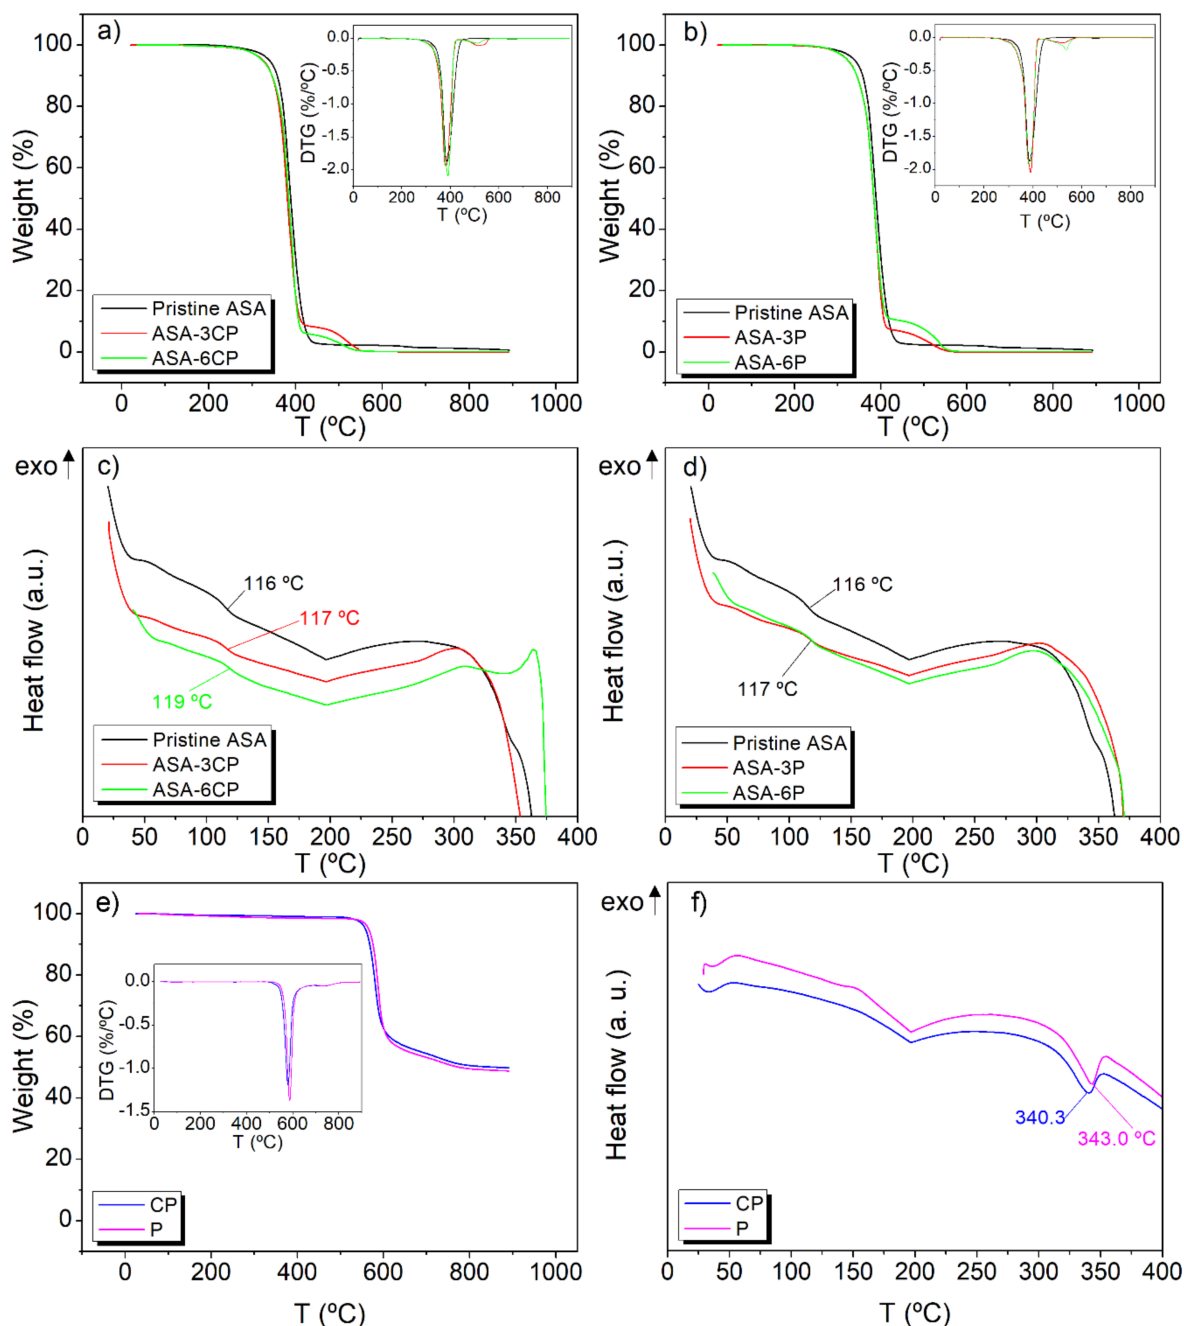 a)
100
80
60
40
20
0
Weight (%)
0.0
-0.5
-1.0
-1.5
-2.0
DTG (%/ºC)
0 200 400 600 800
T (ºC)
Pristine ASA
ASA-3CP
ASA-6CP
0 200 400 600 800 1000
T (ºC)
b)
100
80
60
40
20
0
Weight (%)
0.0
-0.5
-1.0
-1.5
-2.0
DTG (%/ºC)
0 200 400 600 800
T (ºC)
Pristine ASA
ASA-3P
ASA-6P
0 200 400 600 800 1000
T (ºC)
exo
c)
Heat flow (a.u.)
116 ºC
117 ºC
119 ºC
Pristine ASA
ASA-3CP
ASA-6CP
0 50 100 150 200 250 300 350 400
T (ºC)
exo
d)
Heat flow (a.u.)
116 ºC
117 ºC
Pristine ASA
ASA-3P
ASA-6P
0 50 100 150 200 250 300 350 400
T (ºC)
e)
100
80
60
40
20
0
Weight (%)
0.0
-0.5
-1.0
-1.5
DTG (%/ºC)
0 200 400 600 800
T (ºC)
CP
P
0 200 400 600 800 1000
T (ºC)
exo
f)
Heat flow (a. u.)
340.3
343.0 ºC
CP
P
0 50 100 150 200 250 300 350 400
T (ºC)